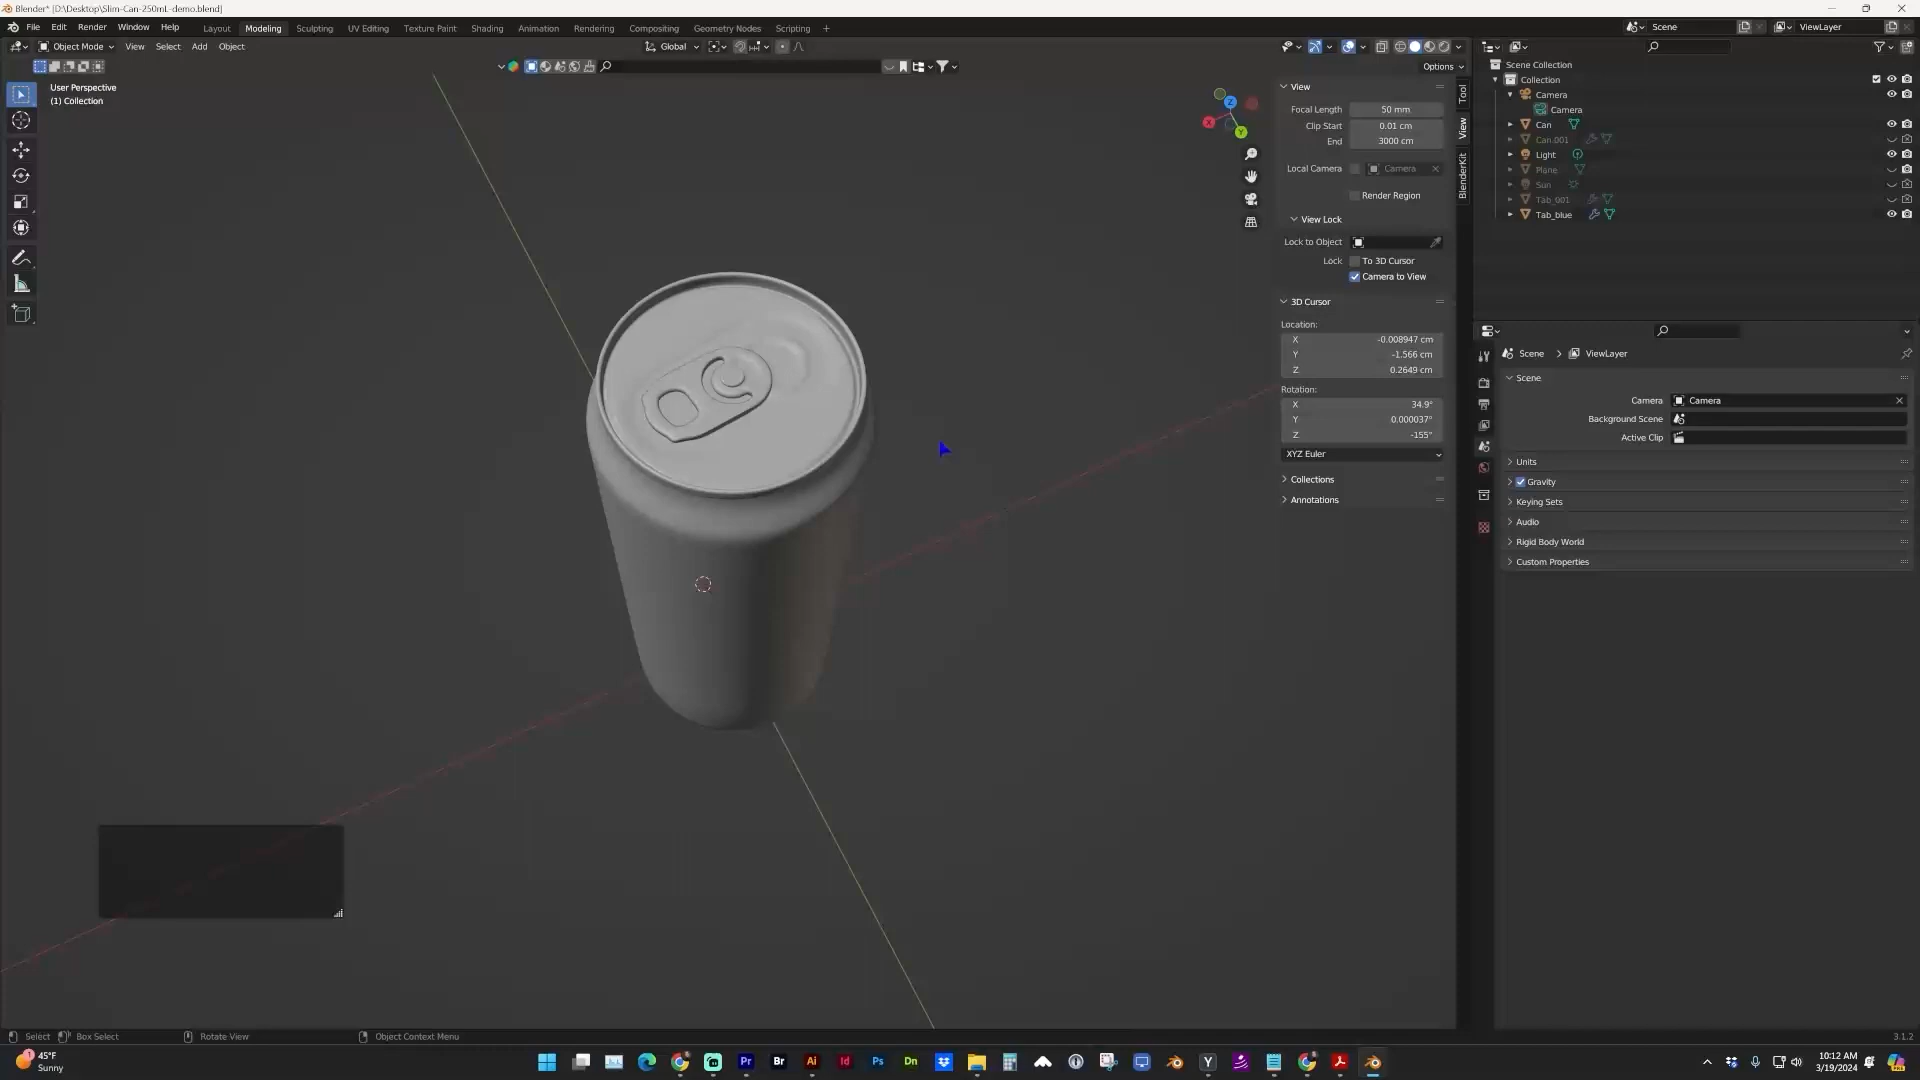 Blender* [D:\Desktop\Slim-Can-250mL-demo.blend]
File Edit Render Window Help Layout Modeling Sculpting UV Editing Texture Paint Shading Animation Rendering Compositing Geometry Nodes Scripting + Scene ViewLayer
Object Mode View Select Add Object Global
Options
User Perspective
(1) Collection
Z
X
Y
View
Focal Length 50 mm
Clip Start 0.01 cm
End 3000 cm
Local Camera Camera
Render Region
View Lock
Lock to Object
Lock To 3D Cursor
Camera to View
3D Cursor
Location:
X -0.008947 cm
Y -1.566 cm
Z 0.2649 cm
Rotation:
X 34.9°
Y 0.000037°
Z -155°
XYZ Euler
Collections
Annotations
Tool
View
BlenderKit
Scene Collection
Collection
Camera
Camera
Can
Can.001
Light
Plane
Sun
Tab_001
Tab_blue
Scene > ViewLayer
Scene
Camera Camera
Background Scene
Active Clip
Units
Gravity
Keying Sets
Audio
Rigid Body World
Custom Properties
Select Box Select Rotate View Object Context Menu 3.1.2
1 45°F
Sunny
Pr Br Ai Id Ps Dn Y
10:12 AM
3/19/2024